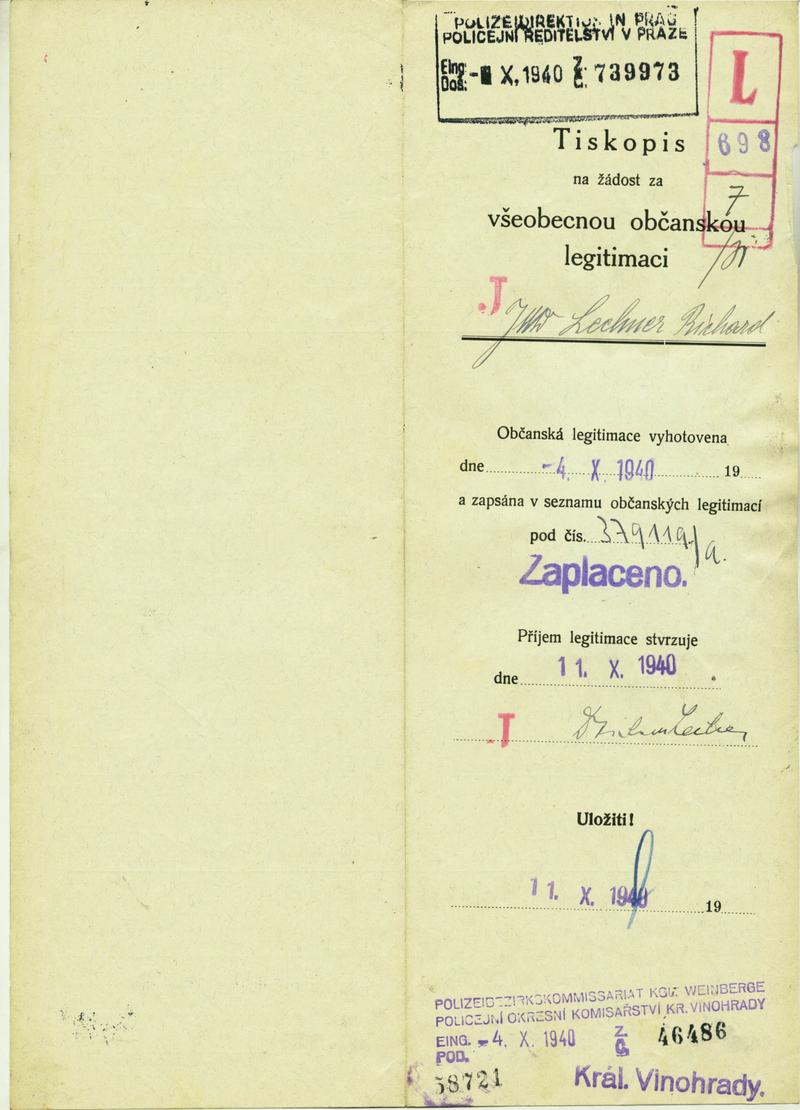 POLIZEIDIREKTION IN PRAG
POLICEJNÍ ŘEDITELSTVÍ V PRAZE
Eing.
Doš. X. 1940 Z. Č. 739973
L
698
7
Tiskopis
na žádost za
všeobecnou občanskou
legitimaci
J
JUDr Lechner Richard
Občanská legitimace vyhotovena
dne -4. X. 1940 19
a zapsána v seznamu občanských legitimací
pod čís. 379119/a.
Zaplaceno.
Příjem legitimace stvrzuje
dne 11. X. 1940
J
Uložiti!
11. X. 1940 19
POLIZEIBEZIRKSKOMMISSARIAT KGL. WEINBERGE
POLICEJNÍ OKRESNÍ KOMISAŘSTVÍ KR. VINOHRADY
EING. -4. X. 1940 Z. Č. 46486
POD.
58721 Král. Vinohrady.